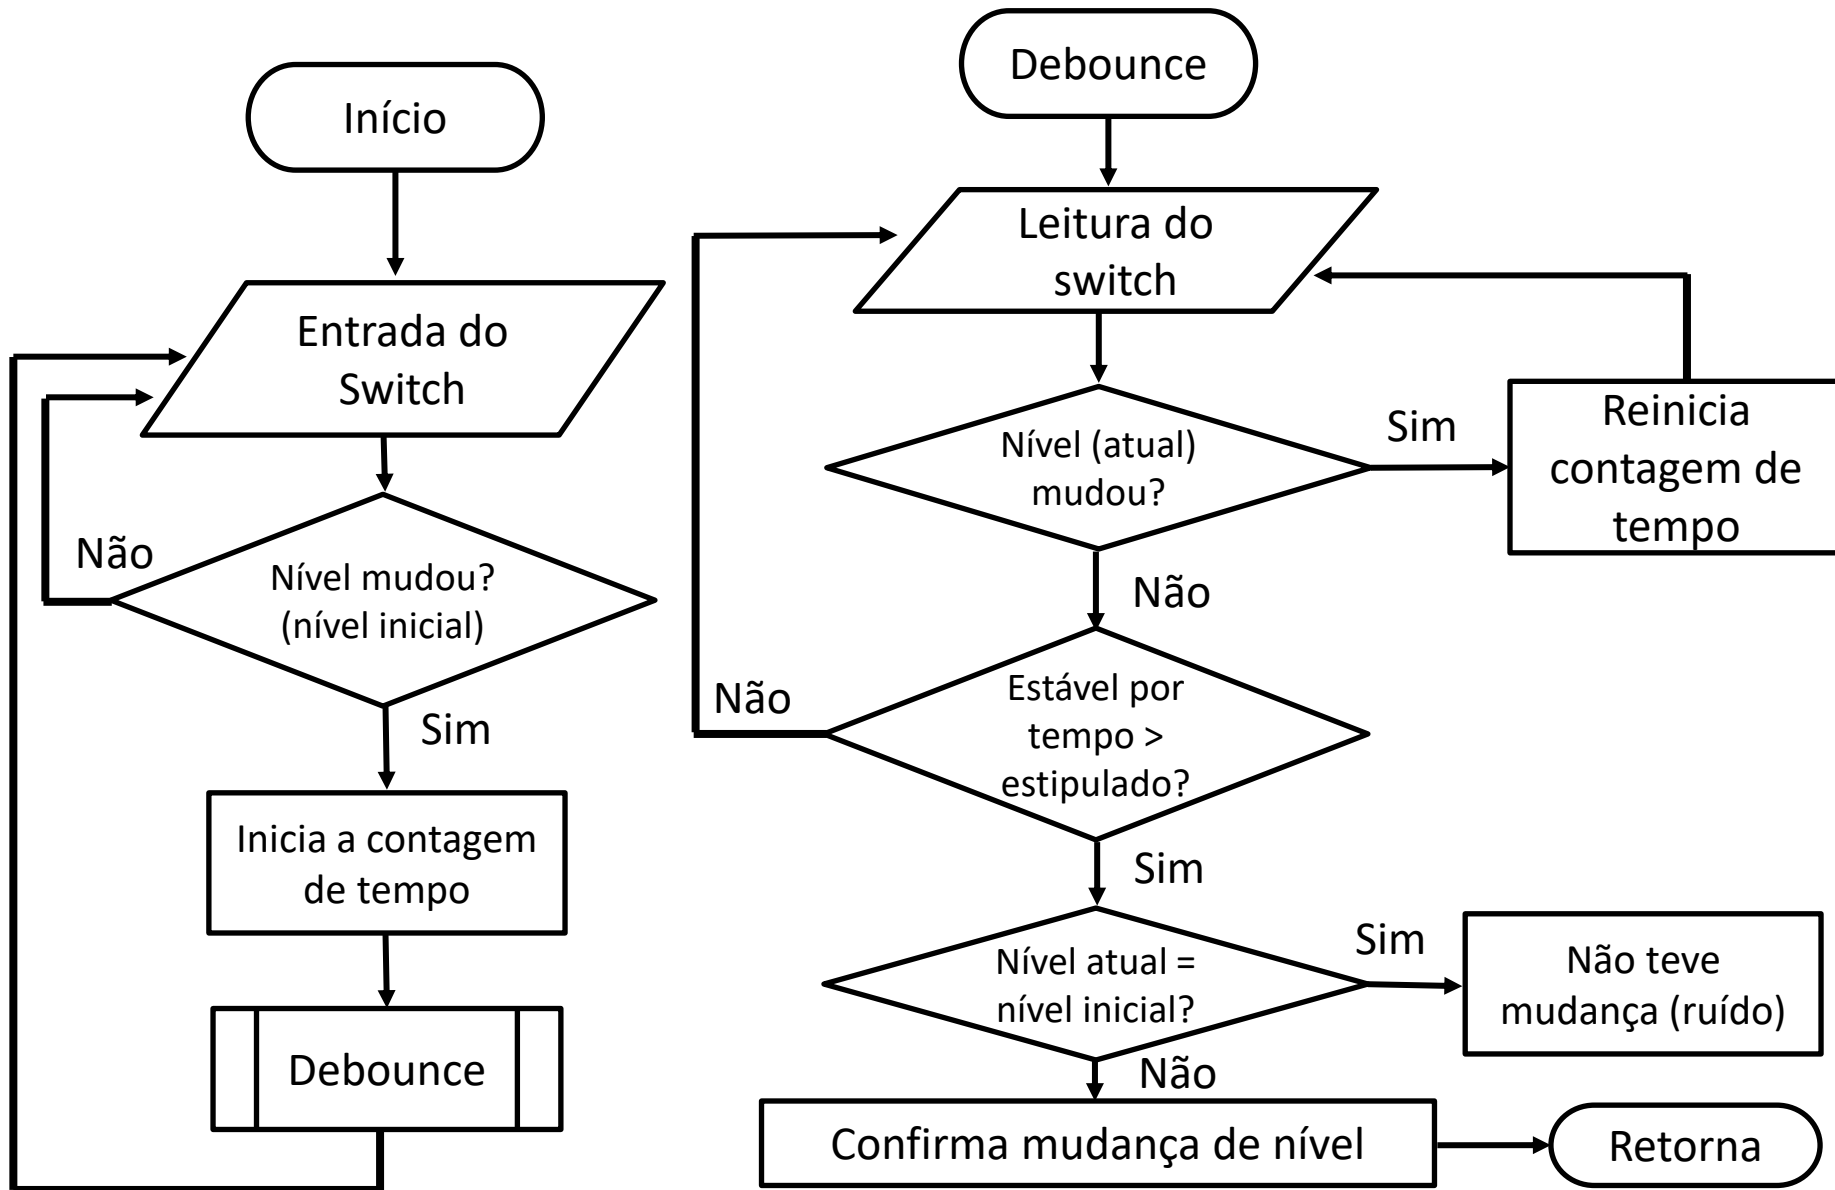 Início
Entrada do
Switch
Não
Nível mudou?
(nível inicial)
Sim
Inicia a contagem
de tempo
Debounce
Debounce
Leitura do
switch
Nível (atual)
mudou?
Sim
Reinicia
contagem de
tempo
Não
Estável por
tempo >
estipulado?
Não
Sim
Nível atual =
nível inicial?
Sim
Não teve
mudança (ruído)
Não
Confirma mudança de nível
Retorna